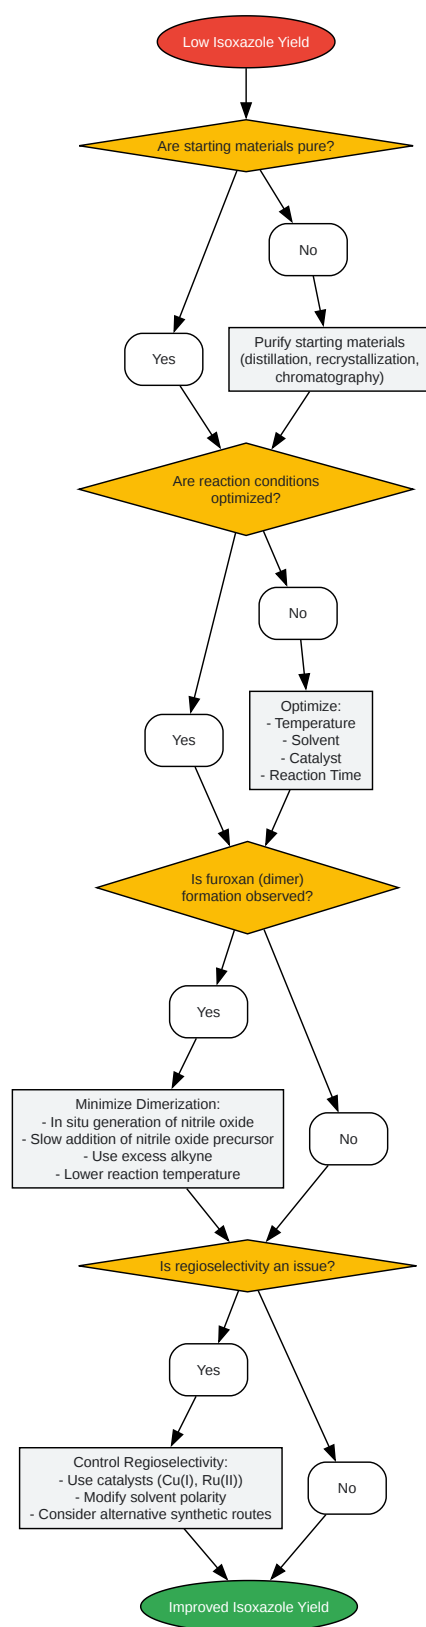 Low Isoxazole Yield
Are starting materials pure?
No
Yes
Purify starting materials
(distillation, recrystallization,
chromatography)
Are reaction conditions
optimized?
No
Yes
Optimize:
- Temperature
- Solvent
- Catalyst
- Reaction Time
Is furoxan (dimer)
formation observed?
Yes
Minimize Dimerization:
- In situ generation of nitrile oxide
- Slow addition of nitrile oxide precursor
- Use excess alkyne
- Lower reaction temperature
No
Is regioselectivity an issue?
Yes
Control Regioselectivity:
- Use catalysts (Cu(I), Ru(II))
- Modify solvent polarity
- Consider alternative synthetic routes
No
Improved Isoxazole Yield